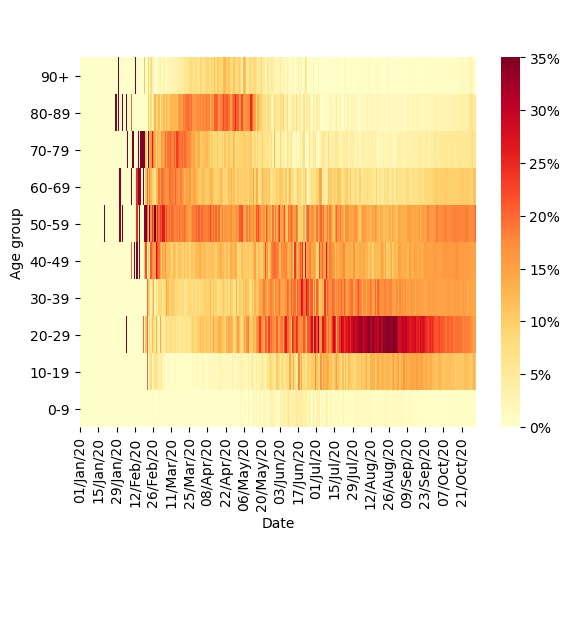 35%
90+
80-89
30%
70-79
25%
60-69
20%
50-59
15%
40-49
30-39
10%
20-29
5%
10-19
0-9
0%
Age group
01/Jan/20
15/Jan/20
29/Jan/20
12/Feb/20
26/Feb/20
11/Mar/20
25/Mar/20
08/Apr/20
22/Apr/20
06/May/20
20/May/20
03/Jun/20
17/Jun/20
01/Jul/20
15/Jul/20
29/Jul/20
12/Aug/20
26/Aug/20
09/Sep/20
23/Sep/20
07/Oct/20
21/Oct/20
Date